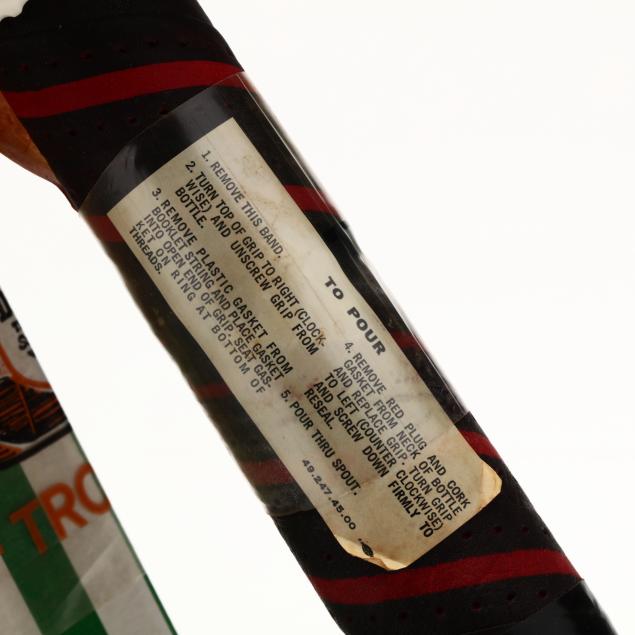 TO POUR
1. REMOVE THIS BAND.
2. TURN TOP OF GRIP TO RIGHT (CLOCK-
WISE) AND UNSCREW GRIP FROM
BOTTLE.
3. REMOVE PLASTIC GASKET FROM
BOOKLET STRING AND PLACE GASKET
INTO OPEN END OF GRIP. SEAT GAS-
KET ON RING AT BOTTOM OF
THREADS.
4. REMOVE RED PLUG AND CORK
GASKET FROM NECK OF BOTTLE
AND REPLACE GRIP. TURN GRIP
TO LEFT (COUNTER CLOCKWISE)
AND SCREW DOWN FIRMLY TO
RESEAL.
5. POUR THRU SPOUT.
49.247.45.00
TRO